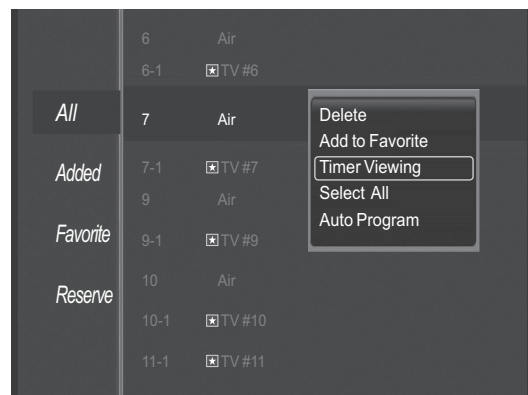 6 Air
6-1 TV #6
All
7 Air
Added
7-1 TV #7
9 Air
Favorite
9-1 TV #9
Reserve
10 Air
10-1 TV #10
11-1 TV #11
Delete
Add to Favorite
Timer Viewing
Select All
Auto Program